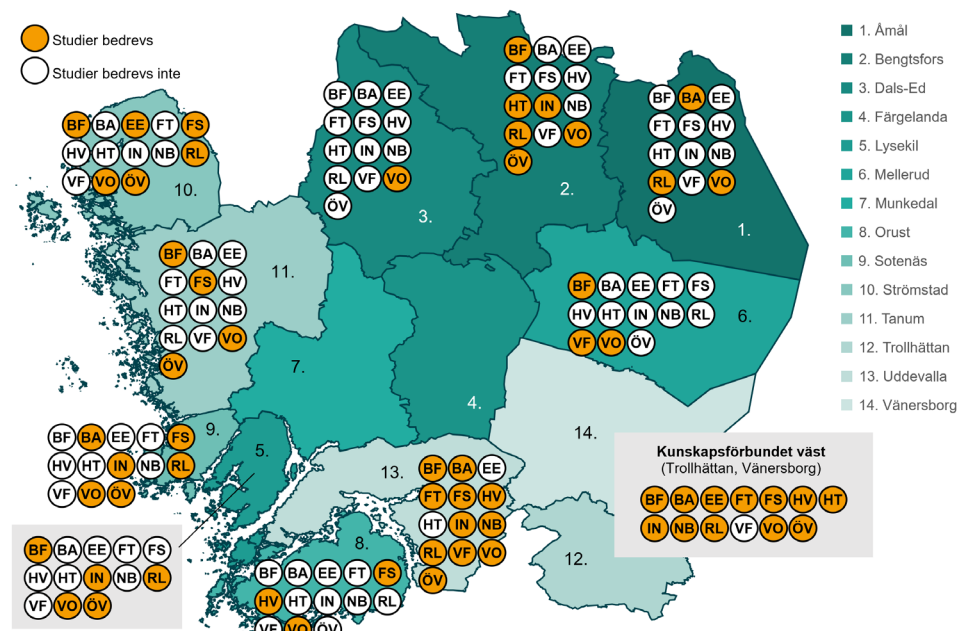 Studier bedrevs
Studier bedrevs inte
1. Åmål
2. Bengtsfors
3. Dals-Ed
4. Färgelanda
5. Lysekil
6. Mellerud
7. Munkedal
8. Orust
9. Sotenäs
10. Strömstad
11. Tanum
12. Trollhättan
13. Uddevalla
14. Vänersborg
BF BA EE FT FS
HV HT IN NB RL
VF VO ÖV
10.
BF BA EE
FT FS HV
HT IN NB
RL VF VO
ÖV
3.
BF BA EE
FT FS HV
HT IN NB
RL VF VO
ÖV
2.
BF BA EE
FT FS HV
HT IN NB
RL VF VO
ÖV
1.
BF BA EE
FT FS HV
HT IN NB
RL VF VO
ÖV
11.
BF BA EE FT FS
HV HT IN NB RL
VF VO ÖV
6.
7.
4.
BF BA EE FT FS
HV HT IN NB RL
VF VO ÖV
9.
5.
BF BA EE FT FS
HV HT IN NB RL
VF VO ÖV
8.
BF BA EE FT FS
HV HT IN NB RL
VF VO ÖV
13.
BF BA EE
FT FS HV
HT IN NB
RL VF VO
ÖV
14.
Kunskapsförbundet väst
(Trollhättan, Vänersborg)
BF BA EE FT FS HV HT
IN NB RL VF VO ÖV
12.